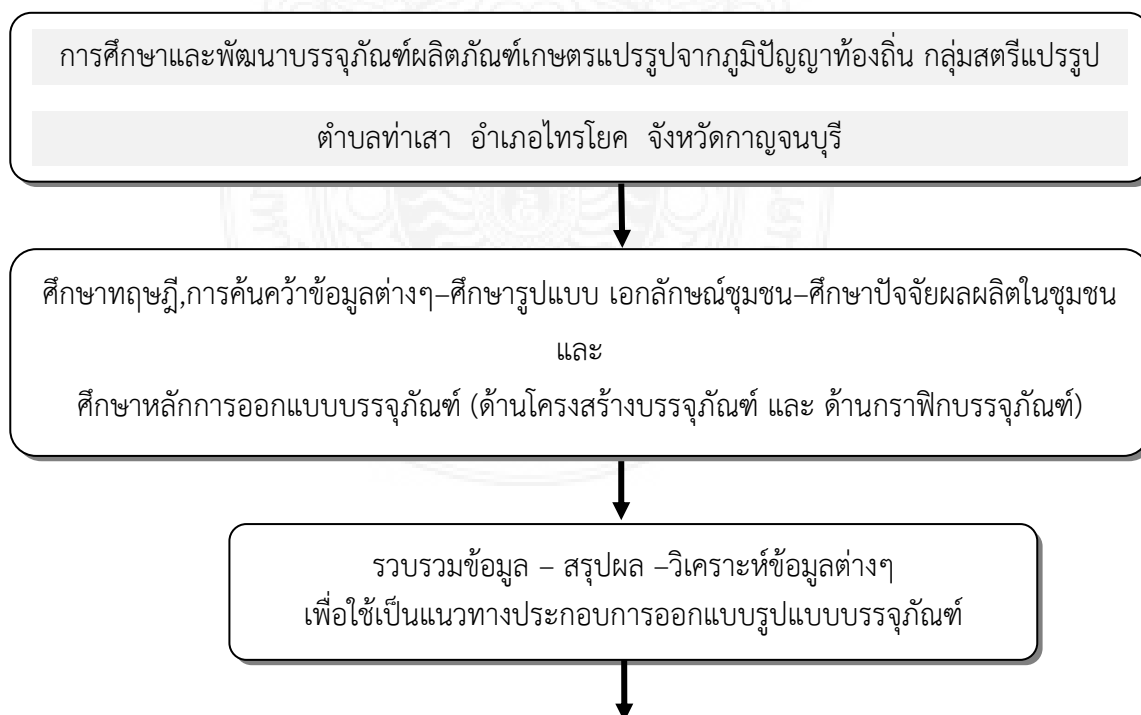 การศึกษาและพัฒนาบรรจุภัณฑ์ผลิตภัณฑ์เกษตรแปรรูปจากภูมิปัญญาท้องถิ่น กลุ่มสตรีแปรรูป
ตำบลท่าเสา อำเภอไทรโยค จังหวัดกาญจนบุรี
ศึกษาทฤษฎี,การค้นคว้าข้อมูลต่างๆ–ศึกษารูปแบบ เอกลักษณ์ชุมชน–ศึกษาปัจจัยผลผลิตในชุมชน
และ
ศึกษาหลักการออกแบบบรรจุภัณฑ์ (ด้านโครงสร้างบรรจุภัณฑ์ และ ด้านกราฟิกบรรจุภัณฑ์)
รวบรวมข้อมูล – สรุปผล –วิเคราะห์ข้อมูลต่างๆ
เพื่อใช้เป็นแนวทางประกอบการออกแบบรูปแบบบรรจุภัณฑ์